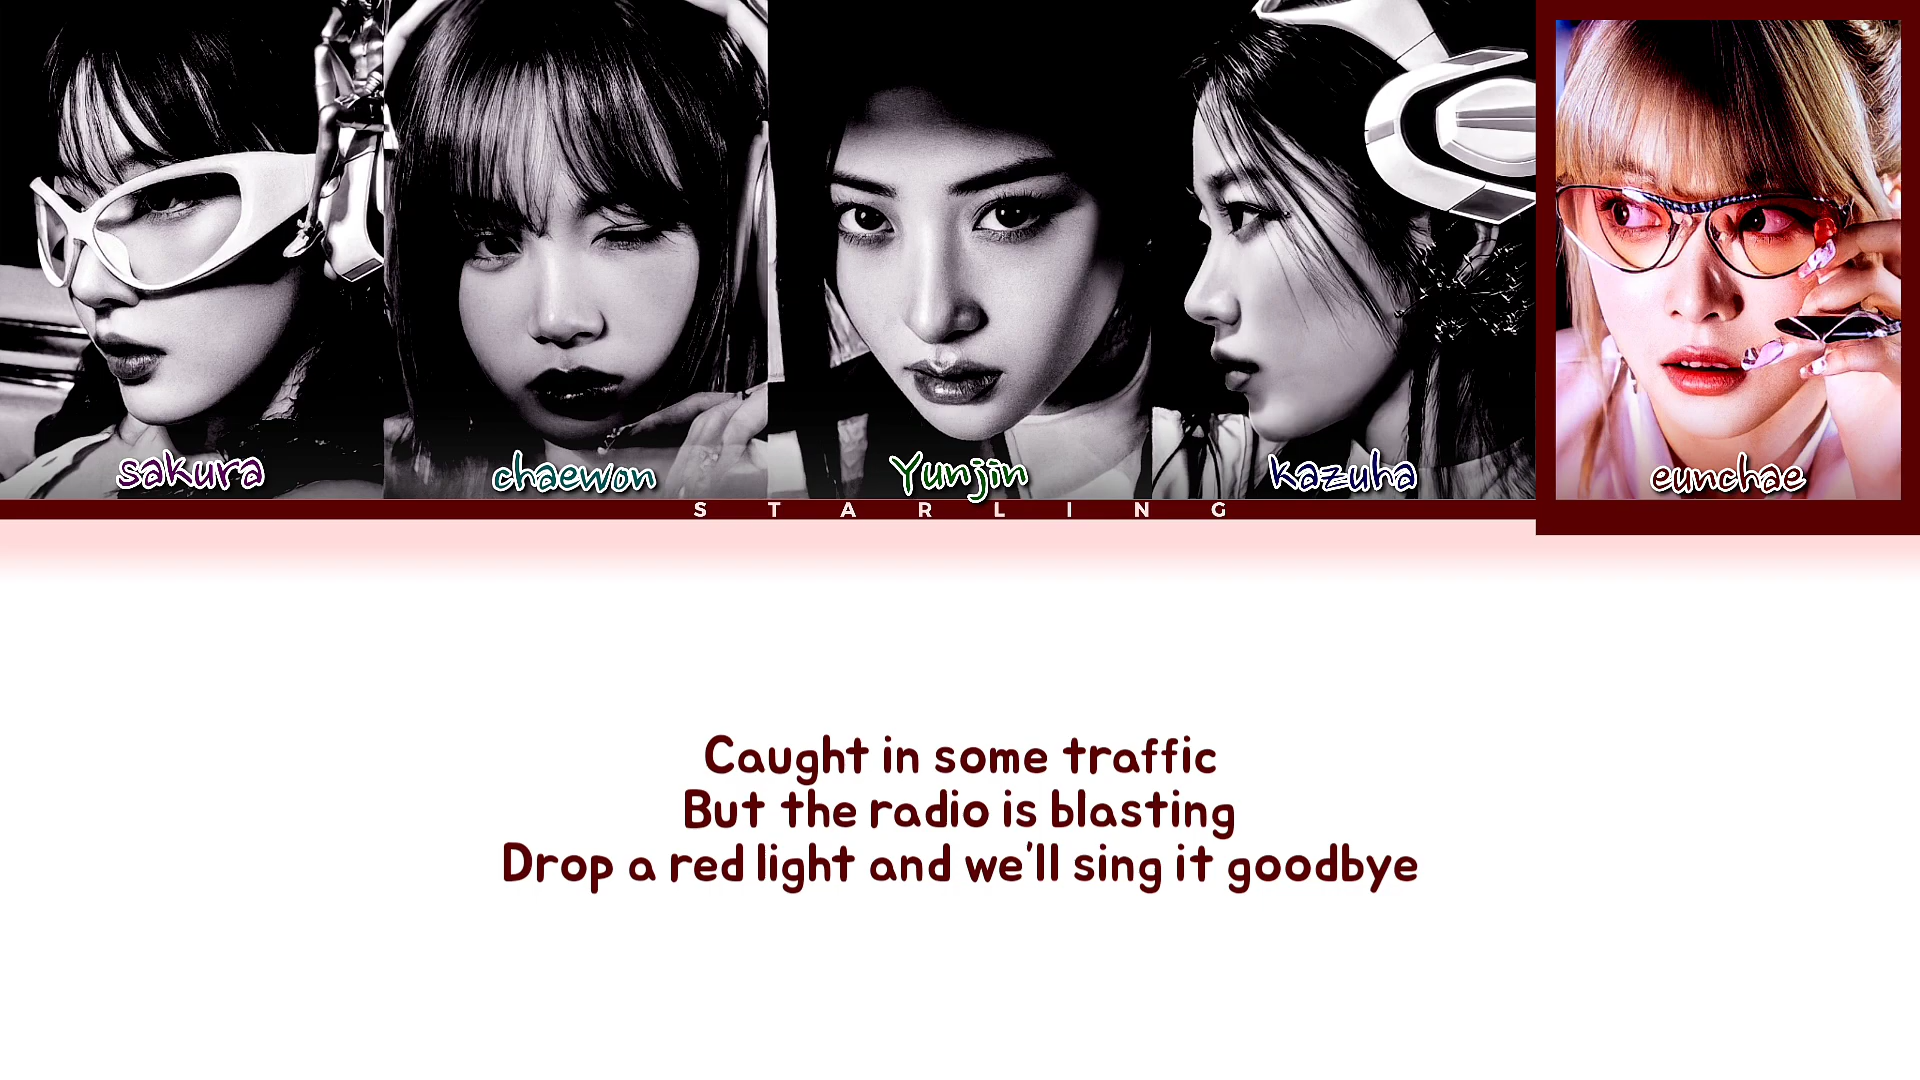 sakura
chaewon
Yunjin
kazuha
eunchae
STARLING
Caught in some traffic
But the radio is blasting
Drop a red light and we'll sing it goodbye